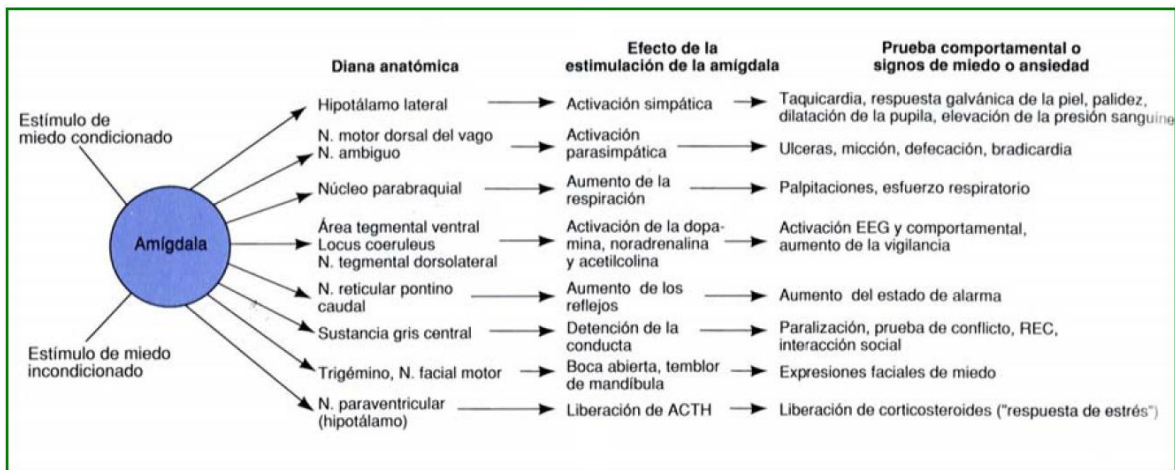 Diana anatómica
Efecto de la
estimulación de la amígdala
Prueba comportamental o
signos de miedo o ansiedad
Estímulo de
miedo condicionado
Amígdala
Estímulo de miedo
incondicionado
Hipotálamo lateral
Activación simpática
Taquicardia, respuesta galvánica de la piel, palidez,
dilatación de la pupila, elevación de la presión sanguíne
N. motor dorsal del vago
N. ambiguo
Activación
parasimpática
Ulceras, micción, defecación, bradicardia
Núcleo parabraquial
Aumento de la
respiración
Palpitaciones, esfuerzo respiratorio
Área tegmental ventral
Locus coeruleus
N. tegmental dorsolateral
Activación de la dopa-
mina, noradrenalina
y acetilcolina
Activación EEG y comportamental,
aumento de la vigilancia
N. reticular pontino
caudal
Aumento de los
reflejos
Aumento del estado de alarma
Sustancia gris central
Detención de la
conducta
Paralización, prueba de conflicto, REC,
interacción social
Trigémino, N. facial motor
Boca abierta, temblor
de mandíbula
Expresiones faciales de miedo
N. paraventricular
(hipotálamo)
Liberación de ACTH
Liberación de corticosteroides ("respuesta de estrés")